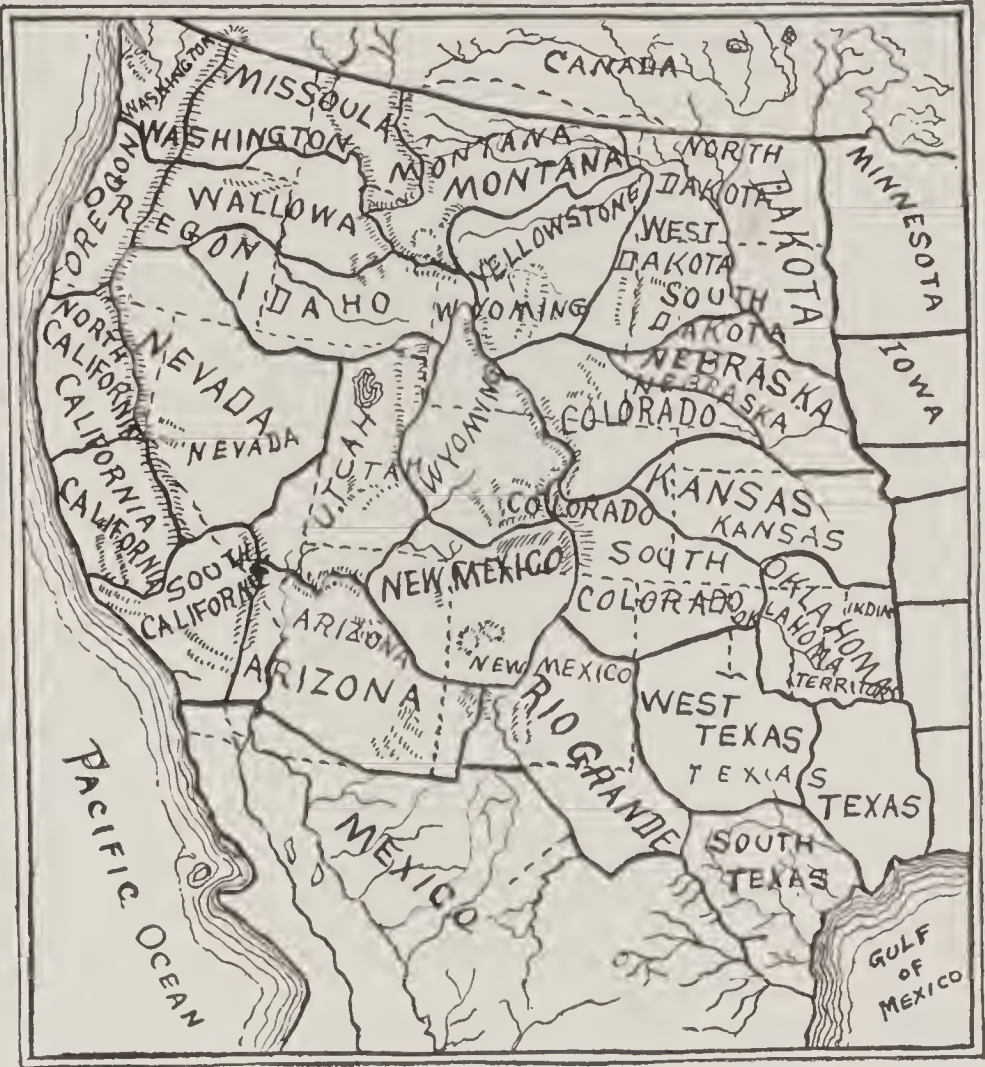 CANADA
WASHINGTON
MISSOULA
WASHINGTON
MONTANA
MONTANA
NORTH
DAKOTA
DAKOTA
MINNESOTA
OREGON
OREGON
WALLOWA
YELLOWSTONE
WEST
DAKOTA
SOUTH
DAKOTA
IDAHO
WYOMING
NEBRASKA
NEBRASKA
IOWA
NORTH
CALIFORNIA
CALIFORNIA
CALIFORNIA
NEVADA
NEVADA
UTAH
UTAH
WYOMING
COLORADO
COLORADO
KANSAS
KANSAS
SOUTH
CALIFORNIA
NEW MEXICO
SOUTH
COLORADO
OKLAHOMA
OKLAHOMA
INDIAN
TERRITORY
ARIZONA
ARIZONA
NEW MEXICO
RIO GRANDE
WEST
TEXAS
TEXAS
TEXAS
SOUTH
TEXAS
MEXICO
PACIFIC OCEAN
GULF
OF
MEXICO